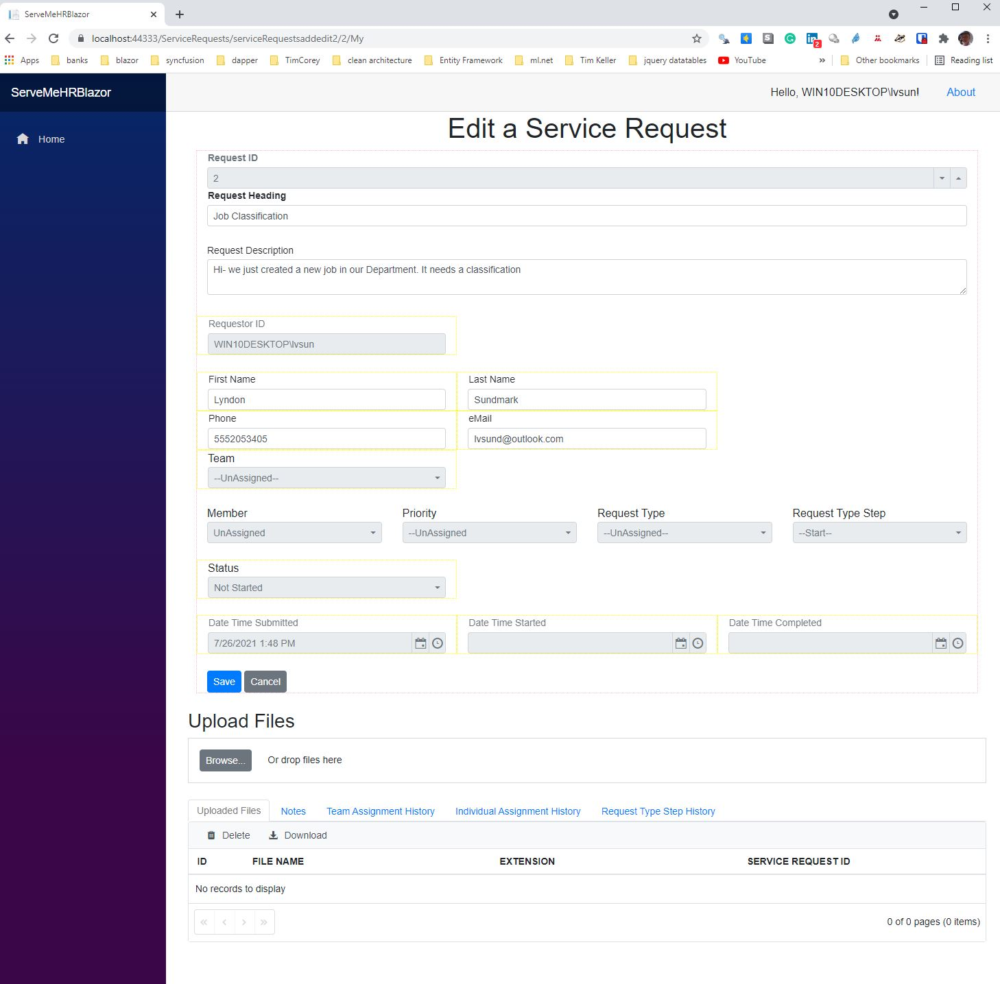 ServeMeHRBlazor
localhost:44333/ServiceRequests/serviceRequestsaddedit2/2/My
2
Apps banks blazor syncfusion dapper TimCorey clean architecture Entity Framework ml.net Tim Keller jquery datatables YouTube » Other bookmarks Reading list
ServeMeHRBlazor
Hello, WIN10DESKTOP\lvsun! About
Home
Edit a Service Request
Request ID
2
Request Heading
Job Classification
Request Description
Hi- we just created a new job in our Department. It needs a classification
Requestor ID
WIN10DESKTOP\lvsun
First Name Last Name
Lyndon Sundmark
Phone eMail
5552053405 lvsund@outlook.com
Team
--UnAssigned--
Member Priority Request Type Request Type Step
UnAssigned --UnAssigned --UnAssigned-- --Start--
Status
Not Started
Date Time Submitted Date Time Started Date Time Completed
7/26/2021 1:48 PM
Save Cancel
Upload Files
Browse... Or drop files here
Uploaded Files Notes Team Assignment History Individual Assignment History Request Type Step History
Delete Download
ID FILE NAME EXTENSION SERVICE REQUEST ID
No records to display
0 of 0 pages (0 items)